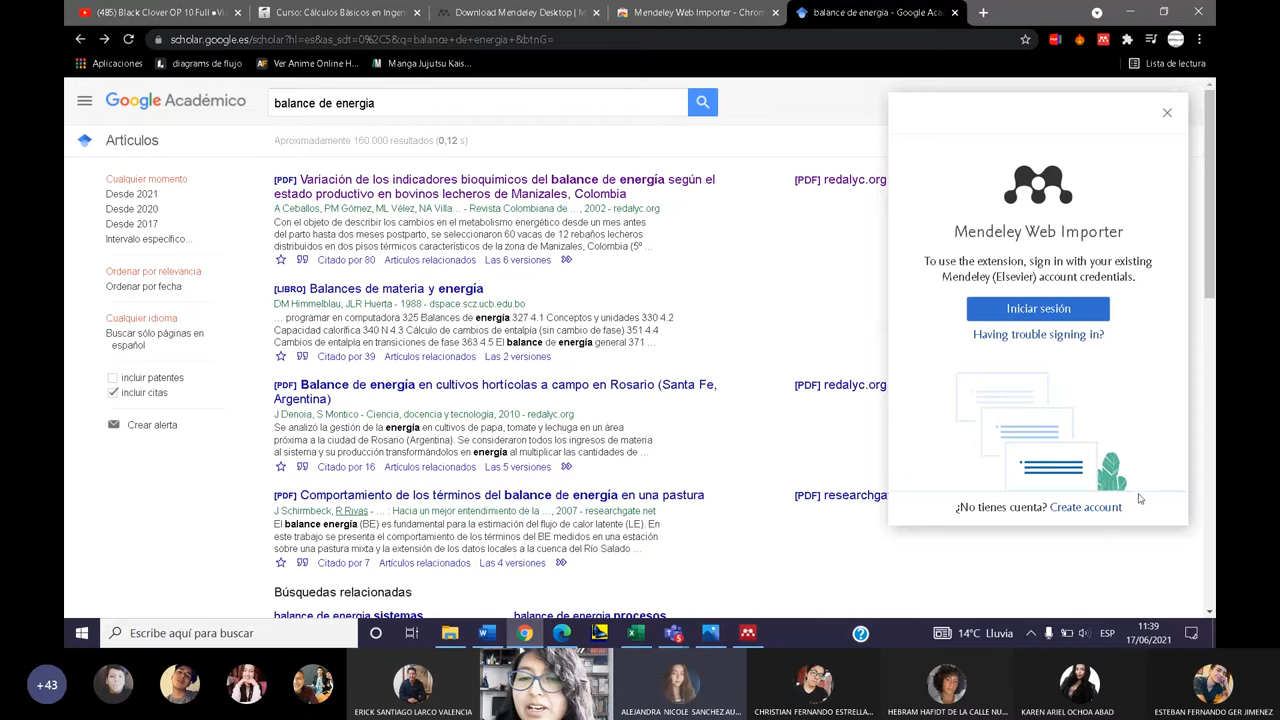 (485) Black Clover OP 10 Full ●Vi
Curso: Cálculos Básicos en Ingen
Download Mendeley Desktop | M
Mendeley Web Importer - Chrom
balance de energia - Google Aca
scholar.google.es/scholar?hl=es&as_sdt=0%2C5&q=balance+de+energia+&btnG=
Aplicaciones
diagrams de flujo
Ver Anime Online H...
Manga Jujutsu Kais...
Lista de lectura
Google Académico
balance de energia
Artículos
Aproximadamente 160.000 resultados (0,12 s)
Cualquier momento
Desde 2021
Desde 2020
Desde 2017
Intervalo específico...
Ordenar por relevancia
Ordenar por fecha
Cualquier idioma
Buscar sólo páginas en
español
incluir patentes
incluir citas
Crear alerta
[PDF] Variación de los indicadores bioquímicos del balance de energía según el
estado productivo en bovinos lecheros de Manizales, Colombia
A Ceballos, PM Gómez, ML Vélez, NA Villa... - Revista Colombiana de ..., 2002 - redalyc.org
Con el objeto de describir los cambios en el metabolismo energético desde un mes antes
del parto hasta dos meses postparto, se seleccionaron 60 vacas de 12 rebaños lecheros
distribuidos en dos pisos térmicos característicos de la zona de Manizales, Colombia (5º ...
Citado por 80 Artículos relacionados Las 6 versiones
[PDF] redalyc.org
[LIBRO] Balances de materia y energía
DM Himmelblau, JLR Huerta - 1988 - dspace.scz.ucb.edu.bo
... programar en computadora 325 Balances de energía 327 4.1 Conceptos y unidades 330 4.2
Capacidad calorífica 340 N 4.3 Cálculo de cambios de entalpía (sin cambio de fase) 351 4.4
Cambios de entalpía en transiciones de fase 363 4.5 El balance de energía general 371 ...
Citado por 39 Artículos relacionados Las 2 versiones
[PDF] Balance de energía en cultivos hortícolas a campo en Rosario (Santa Fe,
Argentina)
J Denoia, S Montico - Ciencia, docencia y tecnología, 2010 - redalyc.org
Se analizó la gestión de la energía en cultivos de papa, tomate y lechuga en un área
próxima a la ciudad de Rosario (Argentina). Se consideraron todos los ingresos de materia
al sistema y su producción transformándolos en energía al multiplicar las cantidades de ...
Citado por 16 Artículos relacionados Las 5 versiones
[PDF] redalyc.org
[PDF] Comportamiento de los términos del balance de energía en una pastura
J Schirmbeck, R Rivas - ... : Hacia un mejor entendimiento de la ..., 2007 - researchgate.net
El balance energía (BE) es fundamental para la estimación del flujo de calor latente (LE). En
este trabajo se presenta el comportamiento de los términos del BE medidos en una estación
sobre una pastura mixta y la extensión de los datos locales a la cuenca del Río Salado ...
Citado por 7 Artículos relacionados Las 4 versiones
[PDF] researchga
Búsquedas relacionadas
balance de energia sistemas
balance de energia procesos
Mendeley Web Importer
To use the extension, sign in with your existing
Mendeley (Elsevier) account credentials.
Iniciar sesión
Having trouble signing in?
¿No tienes cuenta? Create account
Escribe aquí para buscar
14°C Lluvia
ESP
11:39
17/06/2021
+43
ERICK SANTIAGO LARCO VALENCIA
ALEJANDRA NICOLE SANCHEZ AU...
CHRISTIAN FERNANDO ESTRELLA...
HEBRAM HAFIDT DE LA CALLE NU...
KAREN ARIEL OCHOA ABAD
ESTEBAN FERNANDO GER JIMENEZ